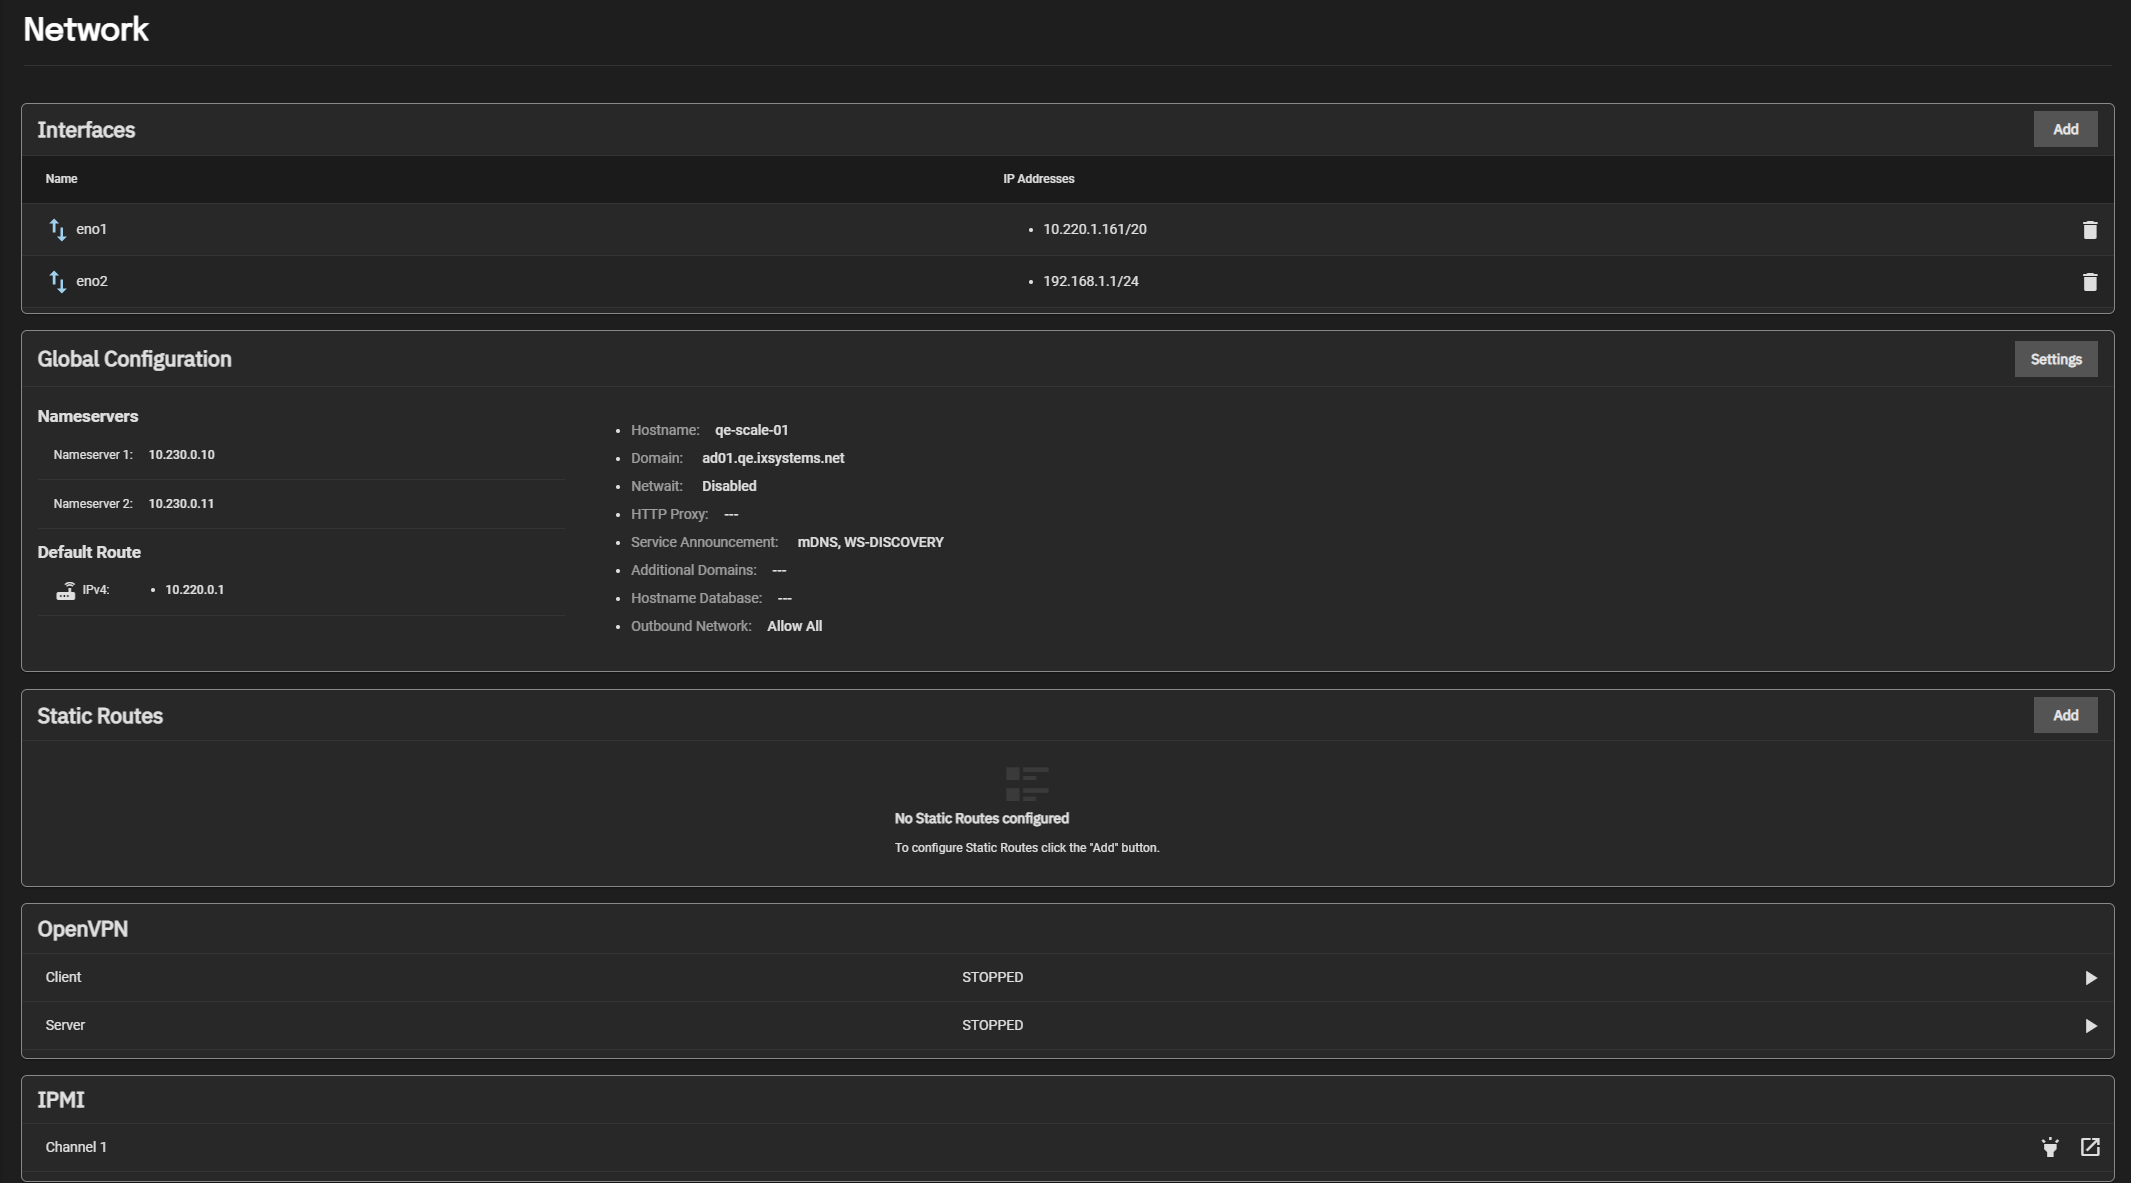 Network
Interfaces Add
Name IP Addresses
eno1 • 10.220.1.161/20
eno2 • 192.168.1.1/24
Global Configuration Settings
Nameservers
Nameserver 1: 10.230.0.10
Nameserver 2: 10.230.0.11
Default Route
IPv4: • 10.220.0.1
• Hostname: qe-scale-01
• Domain: ad01.qe.ixsystems.net
• Netwait: Disabled
• HTTP Proxy: ---
• Service Announcement: mDNS, WS-DISCOVERY
• Additional Domains: ---
• Hostname Database: ---
• Outbound Network: Allow All
Static Routes Add
No Static Routes configured
To configure Static Routes click the "Add" button.
OpenVPN
Client STOPPED
Server STOPPED
IPMI
Channel 1